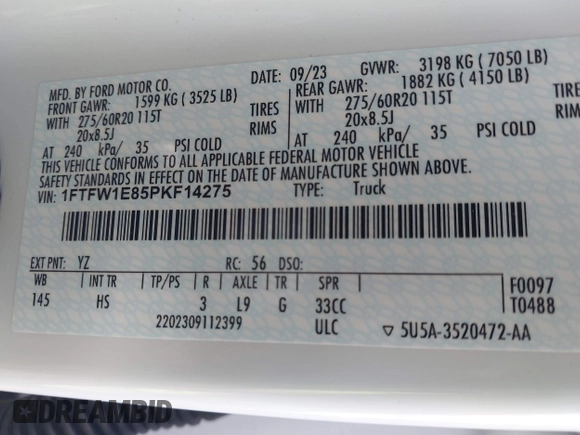 MFD. BY FORD MOTOR CO. DATE: 09/23 GVWR: 3198 KG ( 7050 LB)
FRONT GAWR: 1599 KG ( 3525 LB) REAR GAWR: 1882 KG ( 4150 LB)
WITH 275/60R20 115T TIRES WITH 275/60R20 115T TIRES
20x8.5J RIMS 20x8.5J RIMS
AT 240 kPa/ 35 PSI COLD AT 240 kPa/ 35 PSI COLD
THIS VEHICLE CONFORMS TO ALL APPLICABLE FEDERAL MOTOR VEHICLE
SAFETY STANDARDS IN EFFECT ON THE DATE OF MANUFACTURE SHOWN ABOVE.
VIN: 1FTFW1E85PKF14275 TYPE: Truck
EXT PNT: YZ RC: 56 DSO:
WB INT TR TP/PS R AXLE TR SPR F0097
145 HS 3 L9 G 33CC T0488
2202309112399 ULC ▽ 5U5A-3520472-AA
DREAMBID